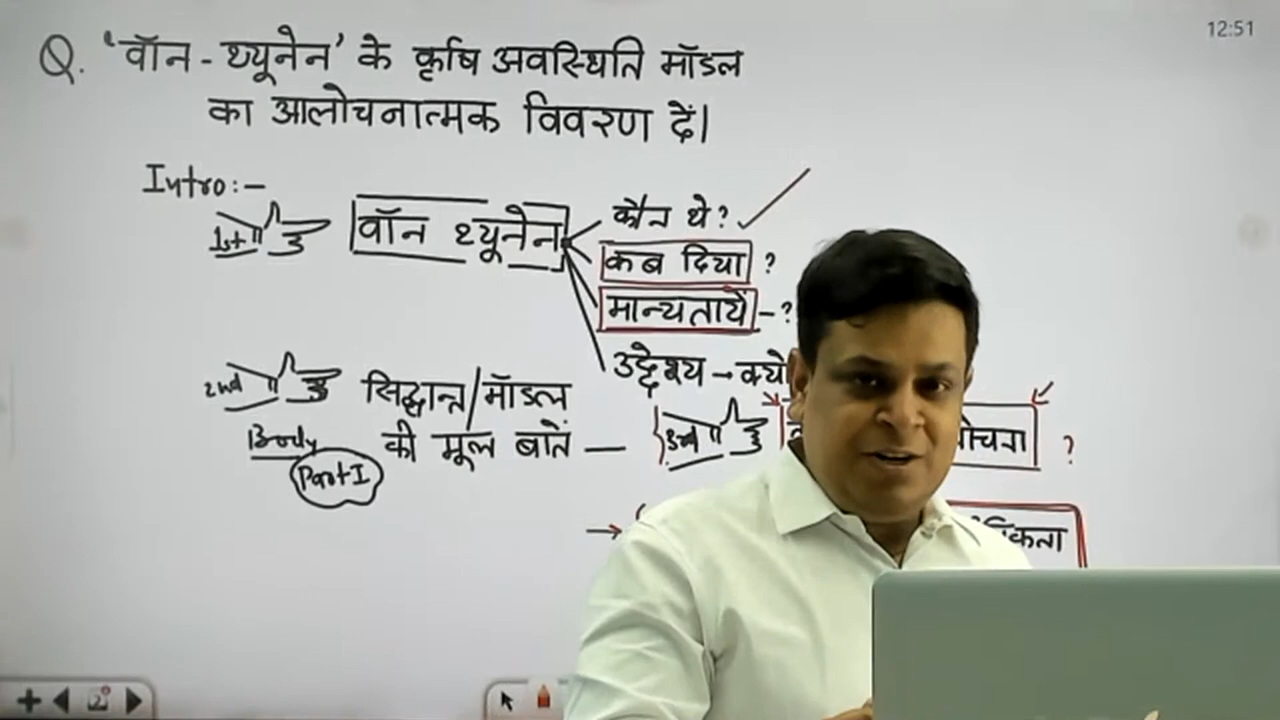 12:51
Q. 'वॉन - थ्यूनेन' के कृषि अवस्थिति मॉडल
का आलोचनात्मक विवरण दें।
Intro:-
1st वॉन थ्यूनेन कौन थे?
कब दिया ?
मान्यतायें - ?
उद्देश्य → क्यों
2nd सिद्धान्त/मॉडल
Body की मूल बातें — 3rd ?
Part I